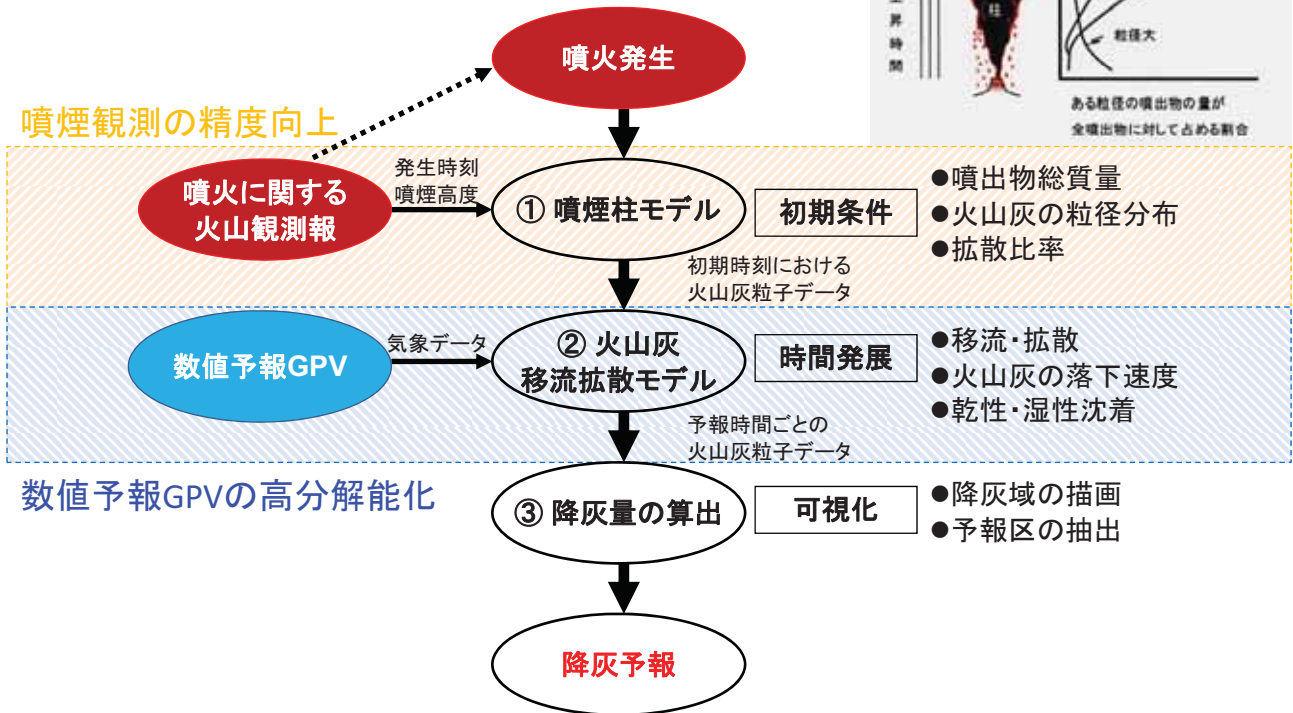 噴火発生
昇
時
間
柱
粒径大
ある粒径の噴出物の量が
全噴出物に対して占める割合
噴煙観測の精度向上
噴火に関する
火山観測報
発生時刻
噴煙高度
① 噴煙柱モデル
初期条件
●噴出物総質量
●火山灰の粒径分布
●拡散比率
初期時刻における
火山灰粒子データ
数値予報GPV
気象データ
② 火山灰
移流拡散モデル
時間発展
●移流・拡散
●火山灰の落下速度
●乾性・湿性沈着
予報時間ごとの
火山灰粒子データ
数値予報GPVの高分解能化
③ 降灰量の算出
可視化
●降灰域の描画
●予報区の抽出
降灰予報